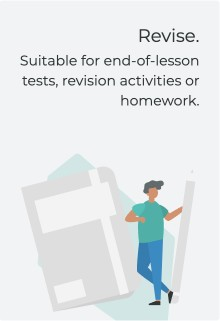 Revise.
Suitable for end-of-lesson
tests, revision activities or
homework.